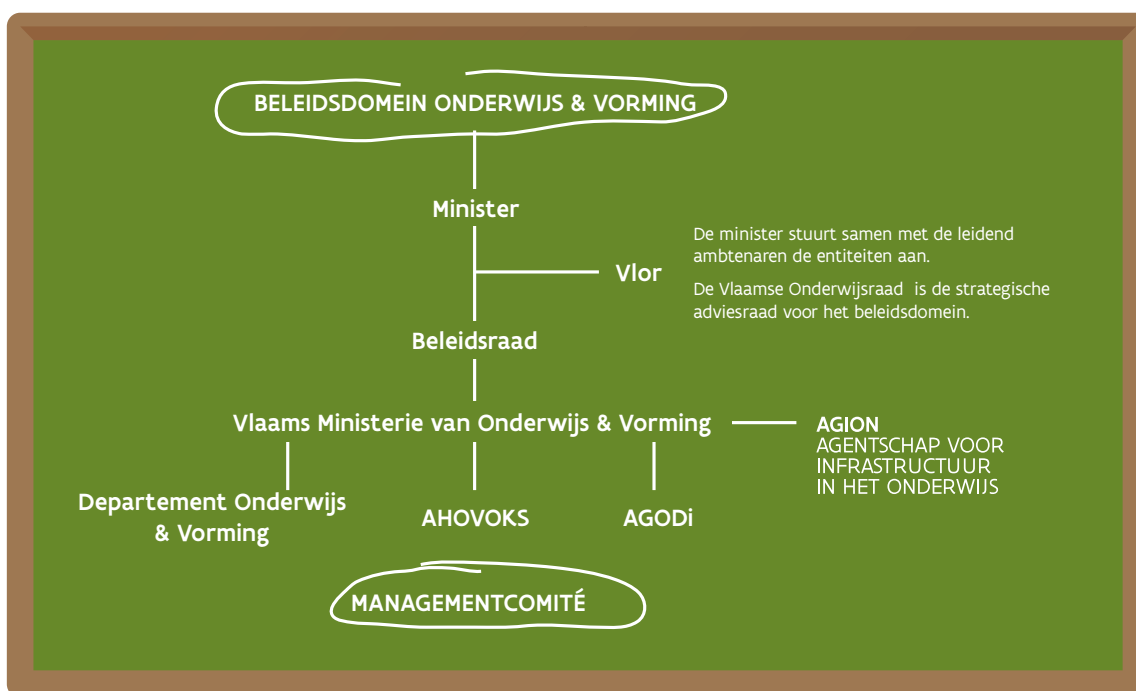 BELEIDSDOMEIN ONDERWIJS & VORMING
Minister
Vlor
De minister stuurt samen met de leidend
ambtenaren de entiteiten aan.
De Vlaamse Onderwijsraad is de strategische
adviesraad voor het beleidsdomein.
Beleidsraad
Vlaams Ministerie van Onderwijs & Vorming
AGION
AGENTSCHAP VOOR
INFRASTRUCTUUR
IN HET ONDERWIJS
Departement Onderwijs
& Vorming
AHOVOKS
AGODi
MANAGEMENTCOMITÉ